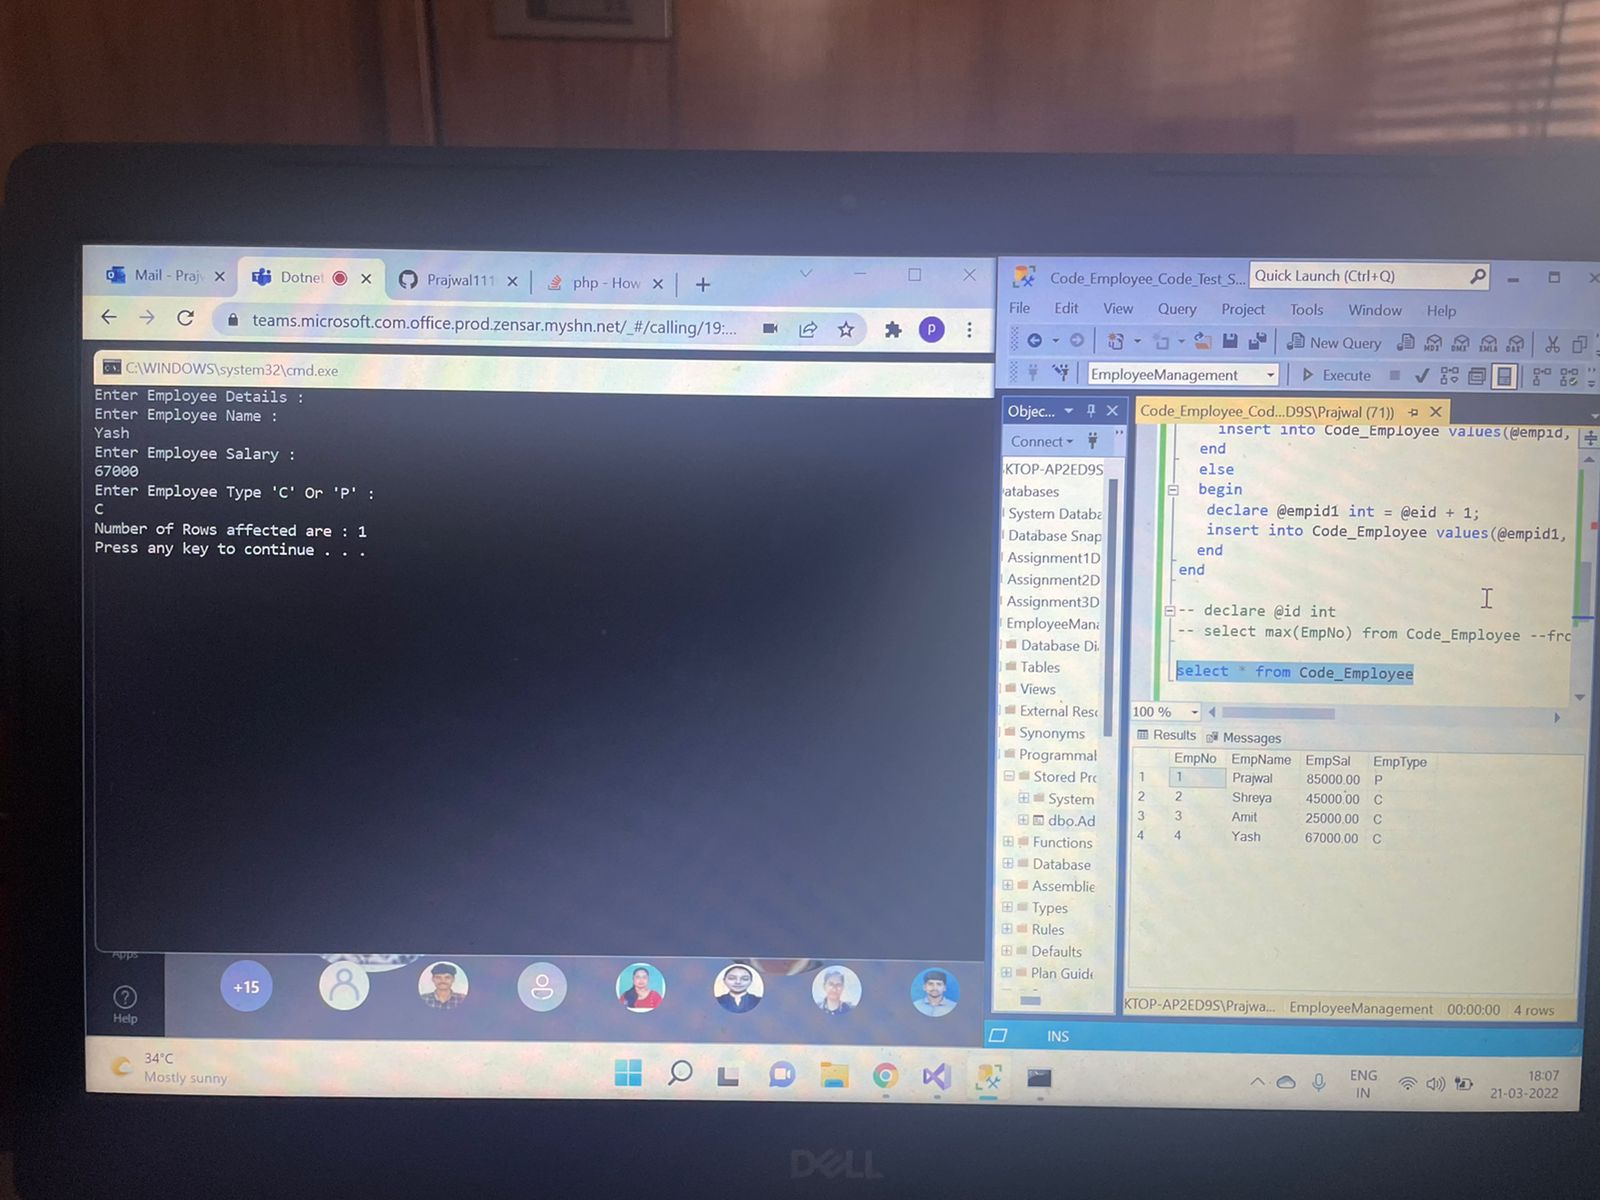 Mail - Praj
Dotnet
Prajwal111
php - How
teams.microsoft.com.office.prod.zensar.myshn.net/_#/calling/19:...
P
C:\WINDOWS\system32\cmd.exe
Enter Employee Details :
Enter Employee Name :
Yash
Enter Employee Salary :
67000
Enter Employee Type 'C' Or 'P' :
C
Number of Rows affected are : 1
Press any key to continue . . .
Apps
Help
+15
Code_Employee_Code_Test_S...
Quick Launch (Ctrl+Q)
File Edit View Query Project Tools Window Help
New Query
EmployeeManagement
Execute
Objec...
Connect
KTOP-AP2ED9S
atabases
System Databa
Database Snap
Assignment1D
Assignment2D
Assignment3D
EmployeeMana
Database Di
Tables
Views
External Reso
Synonyms
Programmal
Stored Pro
System
dbo.Ad
Functions
Database
Assemblie
Types
Rules
Defaults
Plan Guide
Code_Employee_Cod...D9S\Prajwal (71))
insert into Code_Employee values(@empid,
end
else
begin
declare @empid1 int = @eid + 1;
insert into Code_Employee values(@empid1,
end
end
-- declare @id int
-- select max(EmpNo) from Code_Employee --frc
select * from Code_Employee
100 %
Results Messages
EmpNo EmpName EmpSal EmpType
1 1 Prajwal 85000.00 P
2 2 Shreya 45000.00 C
3 3 Amit 25000.00 C
4 4 Yash 67000.00 C
KTOP-AP2ED9S\Prajwa... EmployeeManagement 00:00:00 4 rows
INS
34°C
Mostly sunny
ENG
IN
18:07
21-03-2022
DELL